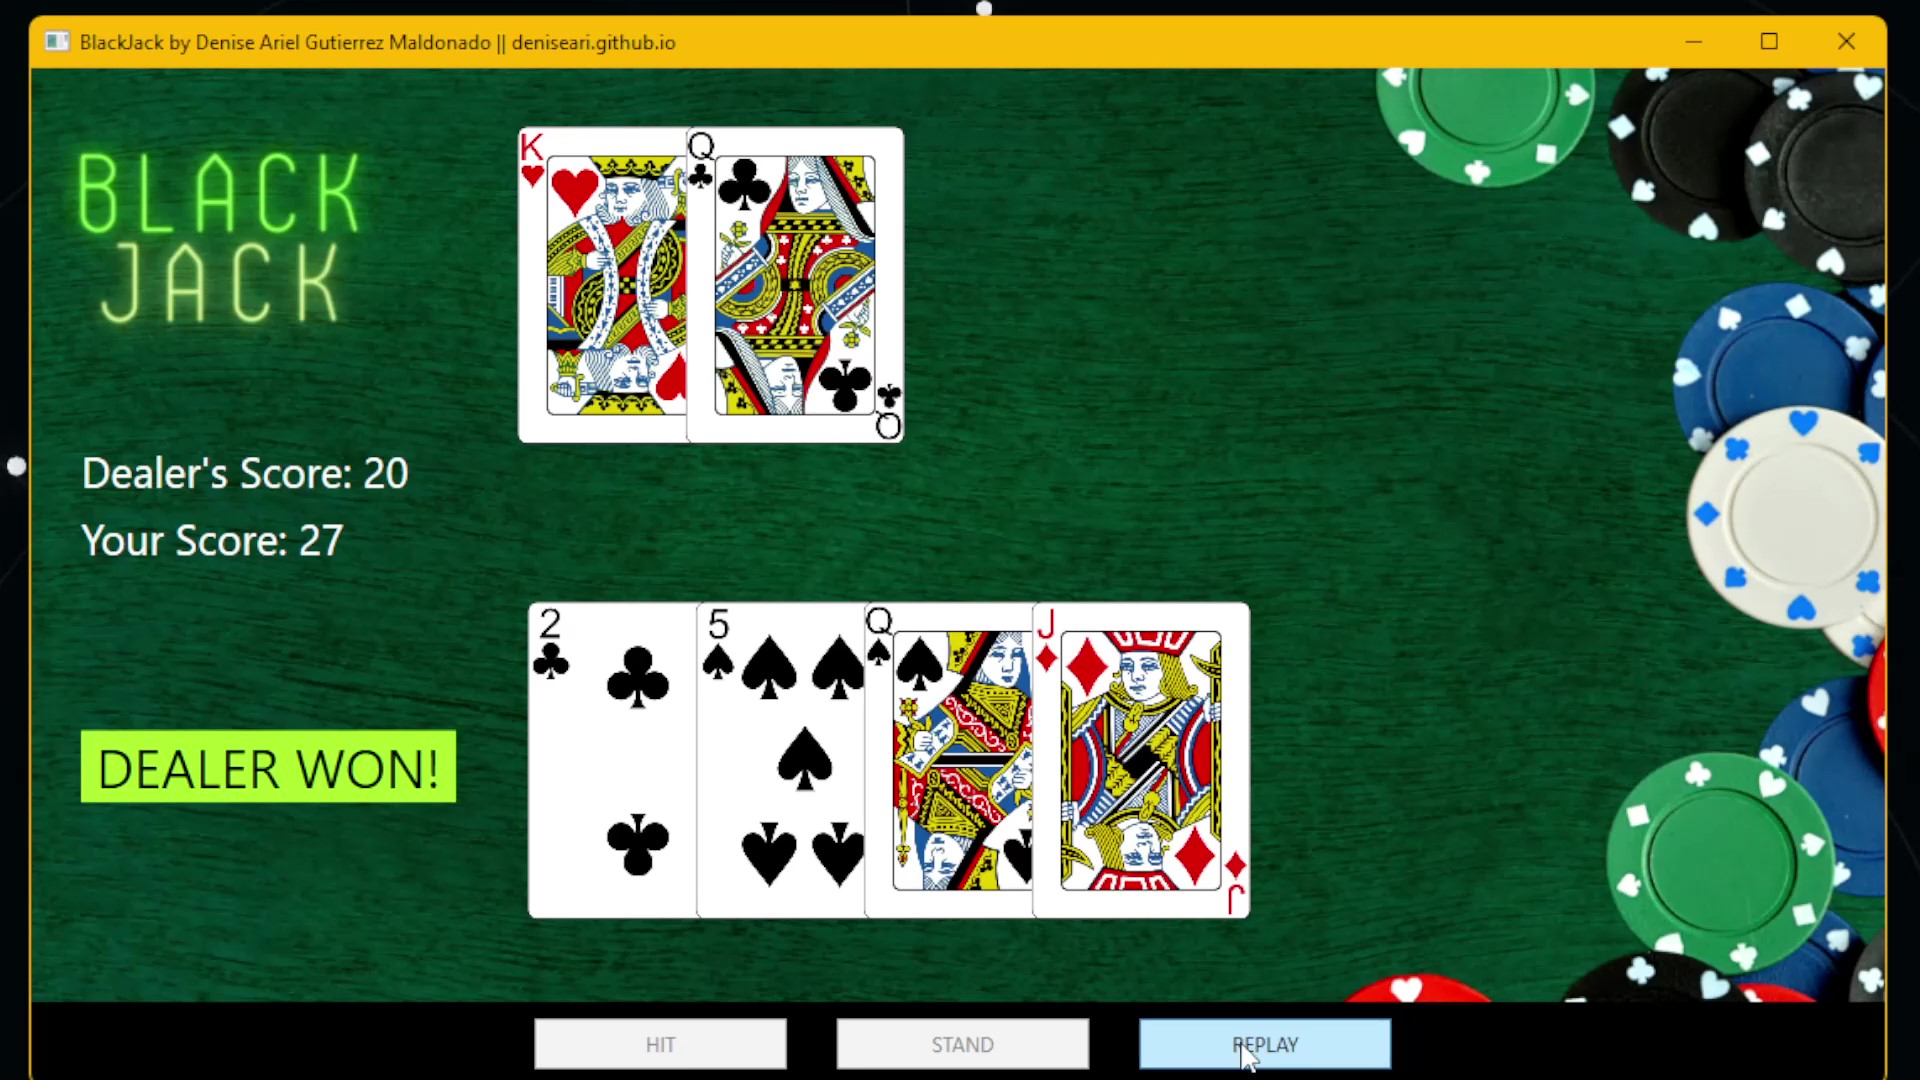 BlackJack by Denise Ariel Gutierrez Maldonado || deniseari.github.io
BLACK
JACK
K
Q
Q
Dealer's Score: 20
Your Score: 27
2
5
Q
J
J
DEALER WON!
HIT
STAND
REPLAY